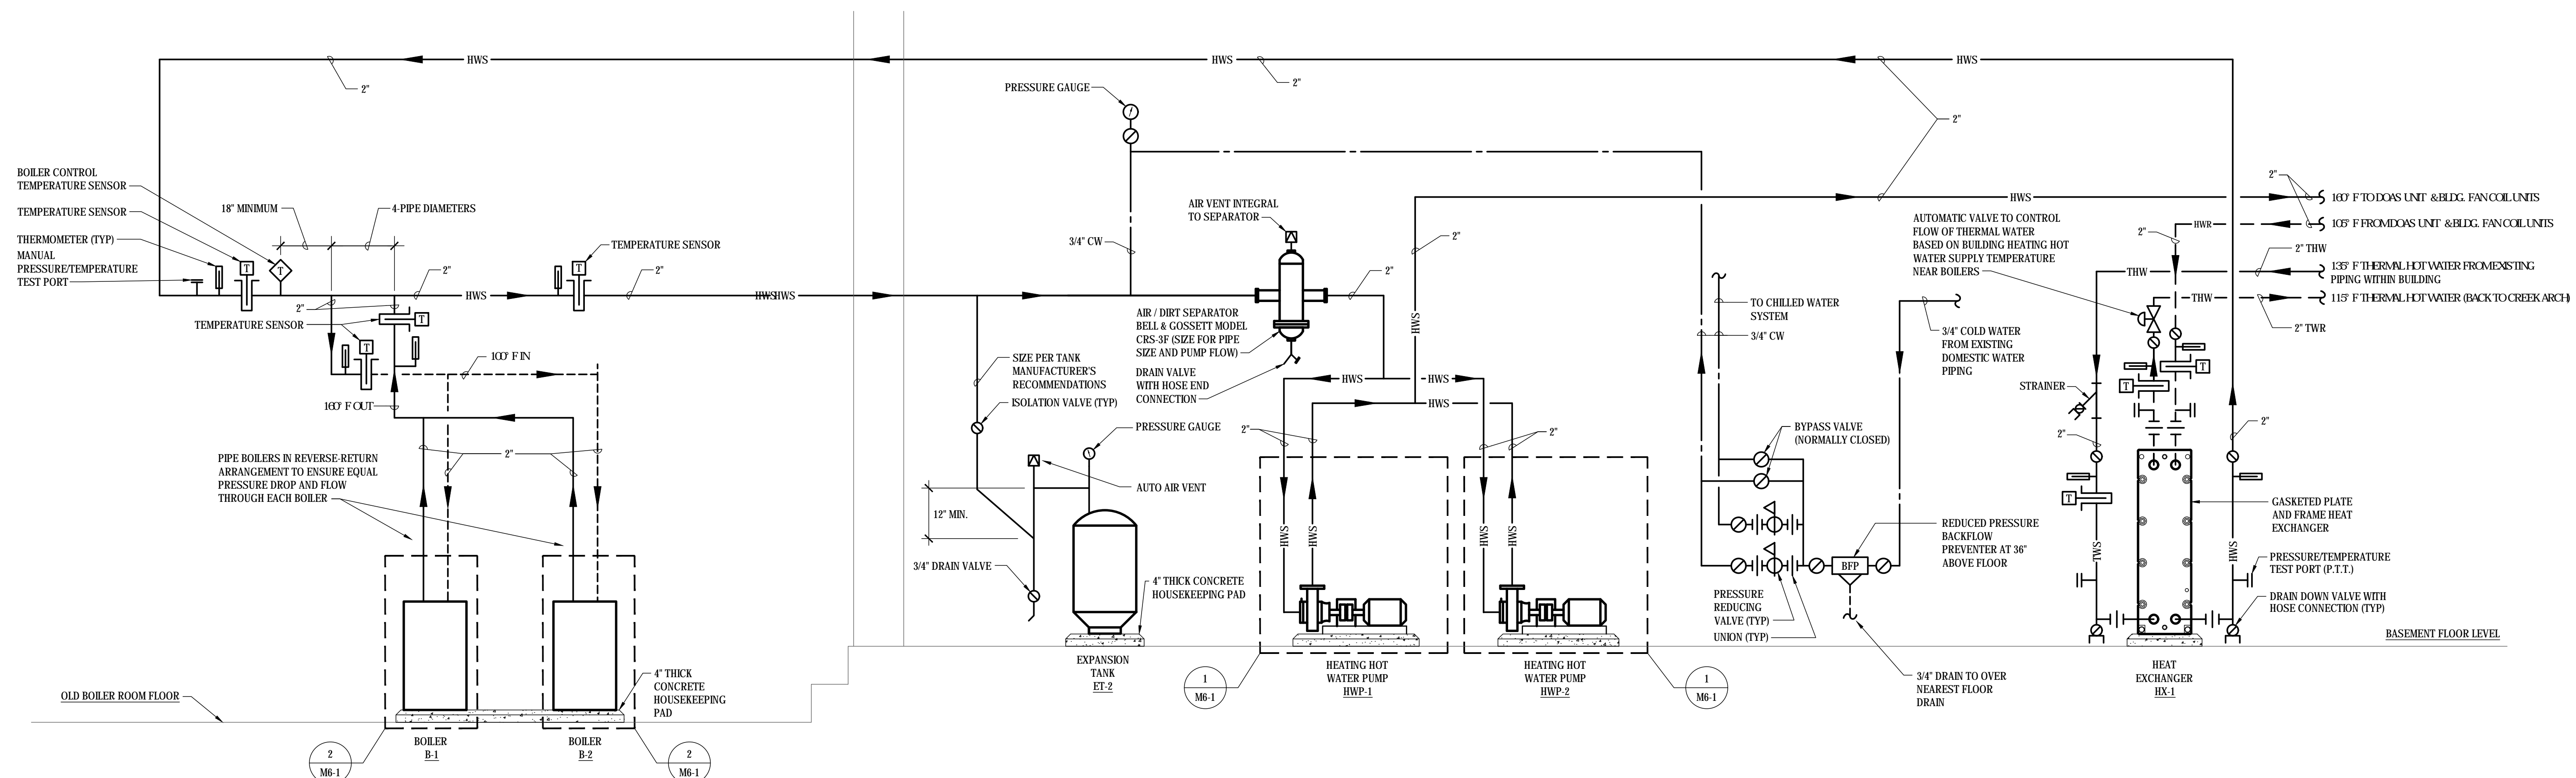 HWS
HWS
HWS
2"
2"
2"
PRESSURE GAUGE
BOILER CONTROL
TEMPERATURE SENSOR
TEMPERATURE SENSOR
THERMOMETER (TYP)
MANUAL
PRESSURE/TEMPERATURE
TEST PORT
18" MINIMUM
4-PIPE DIAMETERS
T
T
T
TEMPERATURE SENSOR
2"
HWS
2"
HWS
HWS
2"
TEMPERATURE SENSOR
T
T
100° F IN
160° F OUT
2"
PIPE BOILERS IN REVERSE-RETURN
ARRANGEMENT TO ENSURE EQUAL
PRESSURE DROP AND FLOW
THROUGH EACH BOILER
OLD BOILER ROOM FLOOR
4" THICK
CONCRETE
HOUSEKEEPING
PAD
BOILER
B-1
BOILER
B-2
2
M6-1
2
M6-1
3/4" CW
AIR VENT INTEGRAL
TO SEPARATOR
2"
2"
HWS
AIR / DIRT SEPARATOR
BELL & GOSSETT MODEL
CRS-3F (SIZE FOR PIPE
SIZE AND PUMP FLOW)
DRAIN VALVE
WITH HOSE END
CONNECTION
SIZE PER TANK
MANUFACTURER'S
RECOMMENDATIONS
ISOLATION VALVE (TYP)
PRESSURE GAUGE
AUTO AIR VENT
12" MIN.
3/4" DRAIN VALVE
4" THICK CONCRETE
HOUSEKEEPING PAD
EXPANSION
TANK
ET-2
HWS
HWS
HWS
2"
2"
HWS
HWS
HWS
HWS
HEATING HOT
WATER PUMP
HWP-1
HEATING HOT
WATER PUMP
HWP-2
1
M6-1
1
M6-1
TO CHILLED WATER
SYSTEM
3/4" CW
3/4" COLD WATER
FROM EXISTING
DOMESTIC WATER
PIPING
BYPASS VALVE
(NORMALLY CLOSED)
BFP
REDUCED PRESSURE
BACKFLOW
PREVENTER AT 36"
ABOVE FLOOR
PRESSURE
REDUCING
VALVE (TYP)
UNION (TYP)
3/4" DRAIN TO OVER
NEAREST FLOOR
DRAIN
HWS
2"
160° F TO DOAS UNIT & BLDG. FAN COIL UNITS
HWR
105° F FROM DOAS UNIT & BLDG. FAN COIL UNITS
2"
2" THW
THW
135° F THERMAL HOT WATER FROM EXISTING
PIPING WITHIN BUILDING
THW
115° F THERMAL HOT WATER (BACK TO CREEK ARCH)
2" TWR
AUTOMATIC VALVE TO CONTROL
FLOW OF THERMAL WATER
BASED ON BUILDING HEATING HOT
WATER SUPPLY TEMPERATURE
NEAR BOILERS
STRAINER
T
T
2"
2"
T
TWS
HWS
GASKETED PLATE
AND FRAME HEAT
EXCHANGER
PRESSURE/TEMPERATURE
TEST PORT (P.T.T.)
DRAIN DOWN VALVE WITH
HOSE CONNECTION (TYP)
BASEMENT FLOOR LEVEL
HEAT
EXCHANGER
HX-1